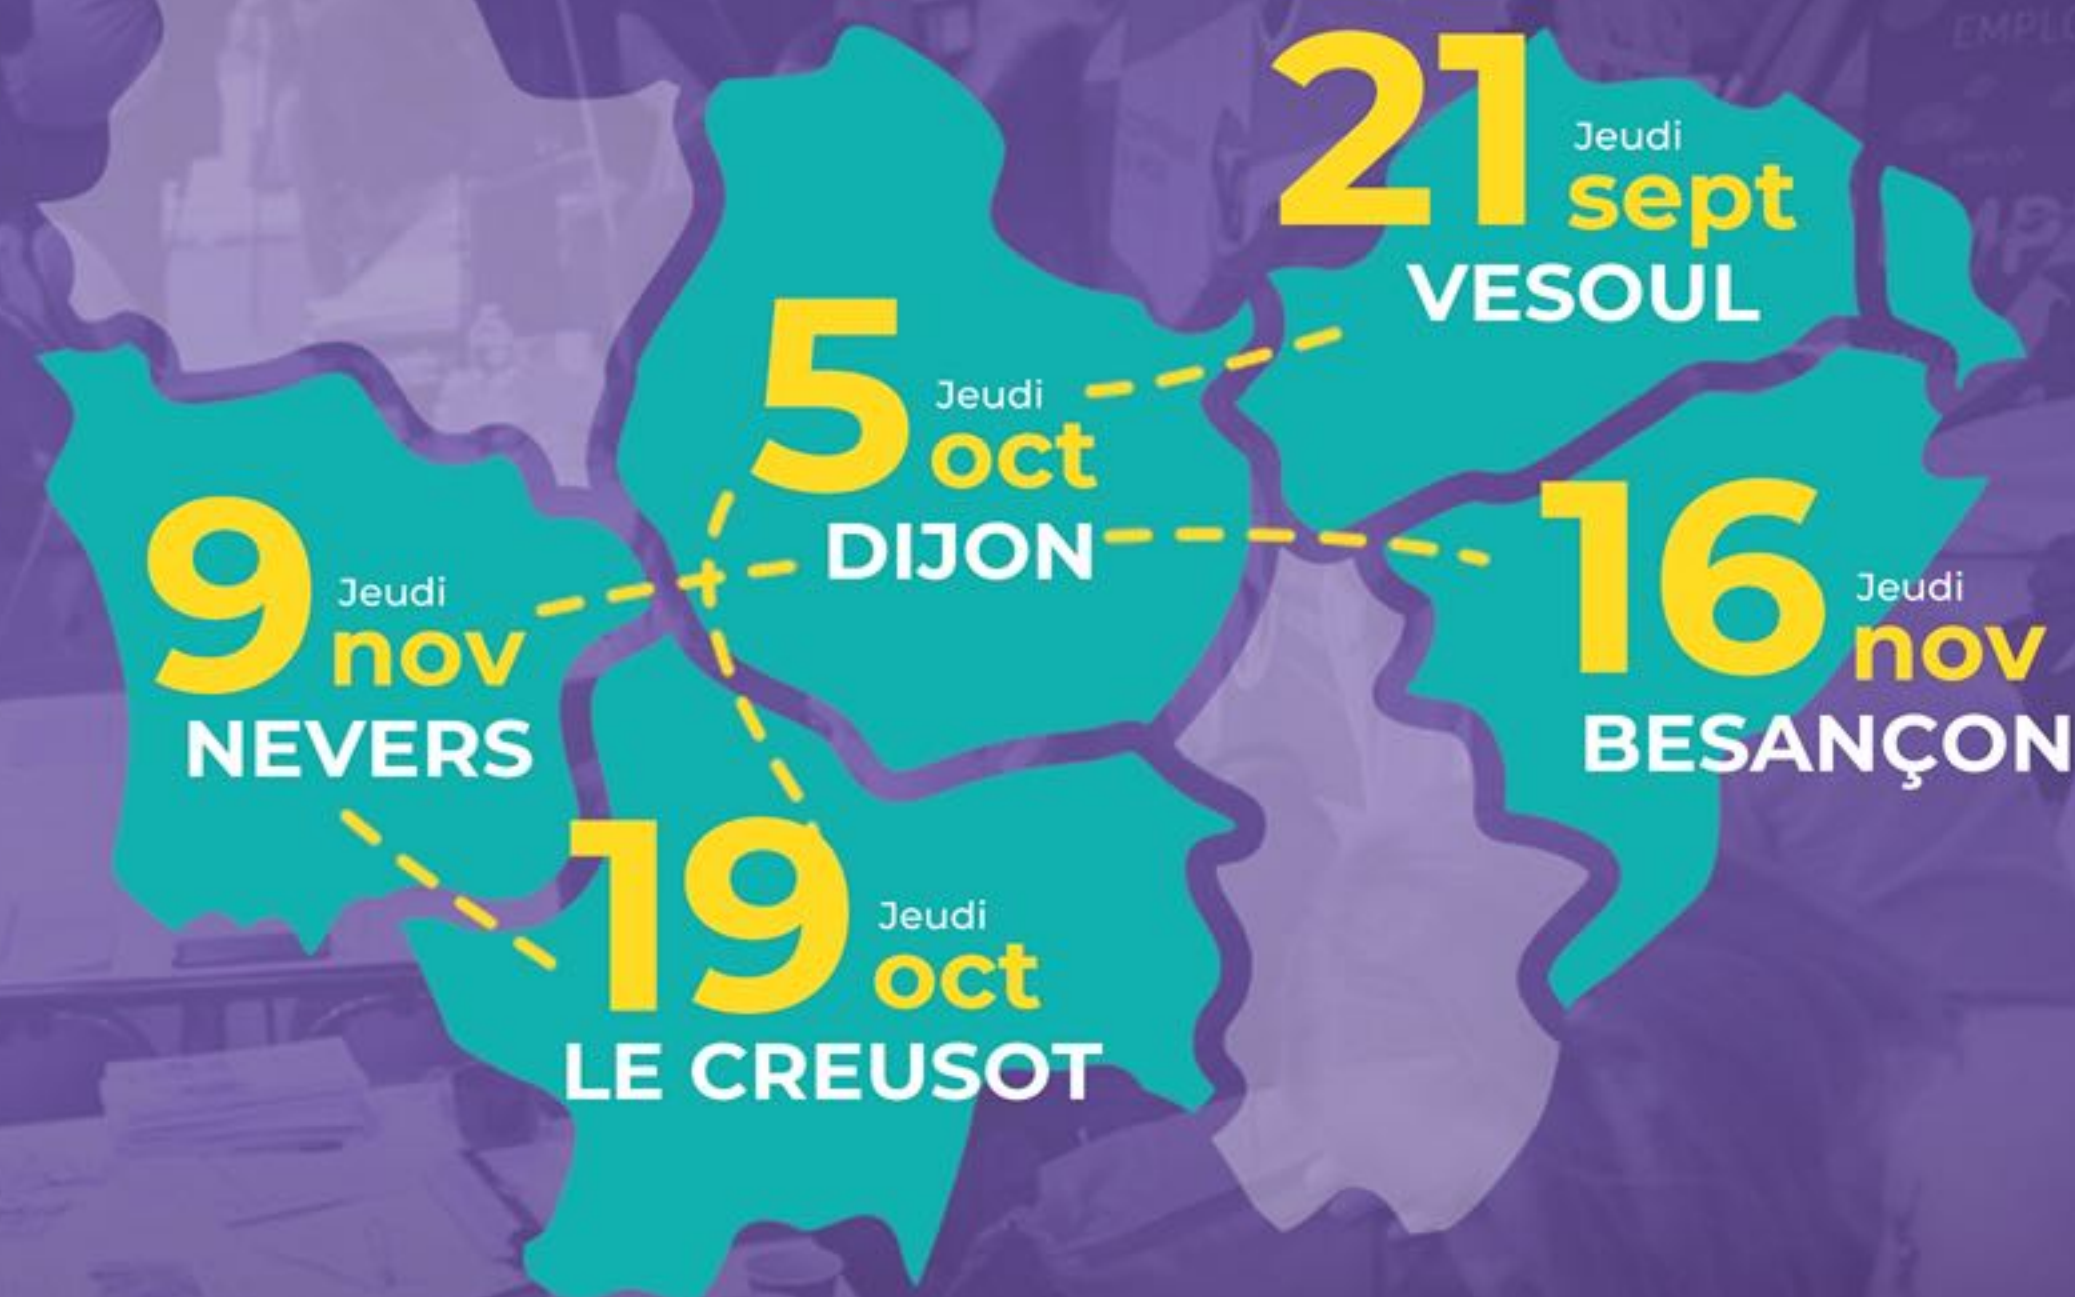 21 Jeudi
sept
VESOUL
5 Jeudi
oct
DIJON
9 Jeudi
nov
NEVERS
16 Jeudi
nov
BESANÇON
19 Jeudi
oct
LE CREUSOT